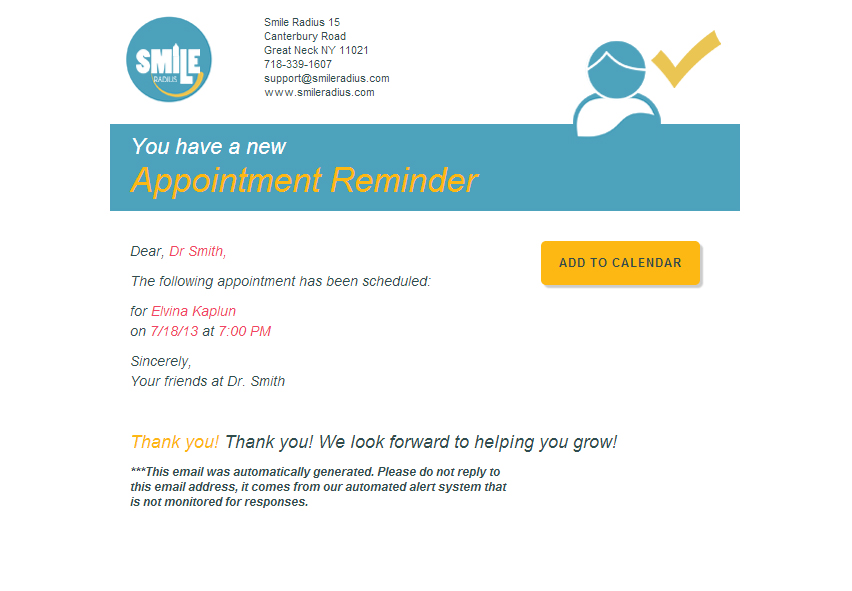 SMILE
RADIUS
Smile Radius 15
Canterbury Road
Great Neck NY 11021
718-339-1607
support@smileradius.com
www.smileradius.com
You have a new
Appointment Reminder
Dear, Dr Smith,
ADD TO CALENDAR
The following appointment has been scheduled:
for Elvina Kaplun
on 7/18/13 at 7:00 PM
Sincerely,
Your friends at Dr. Smith
Thank you! Thank you! We look forward to helping you grow!
***This email was automatically generated. Please do not reply to
this email address, it comes from our automated alert system that
is not monitored for responses.